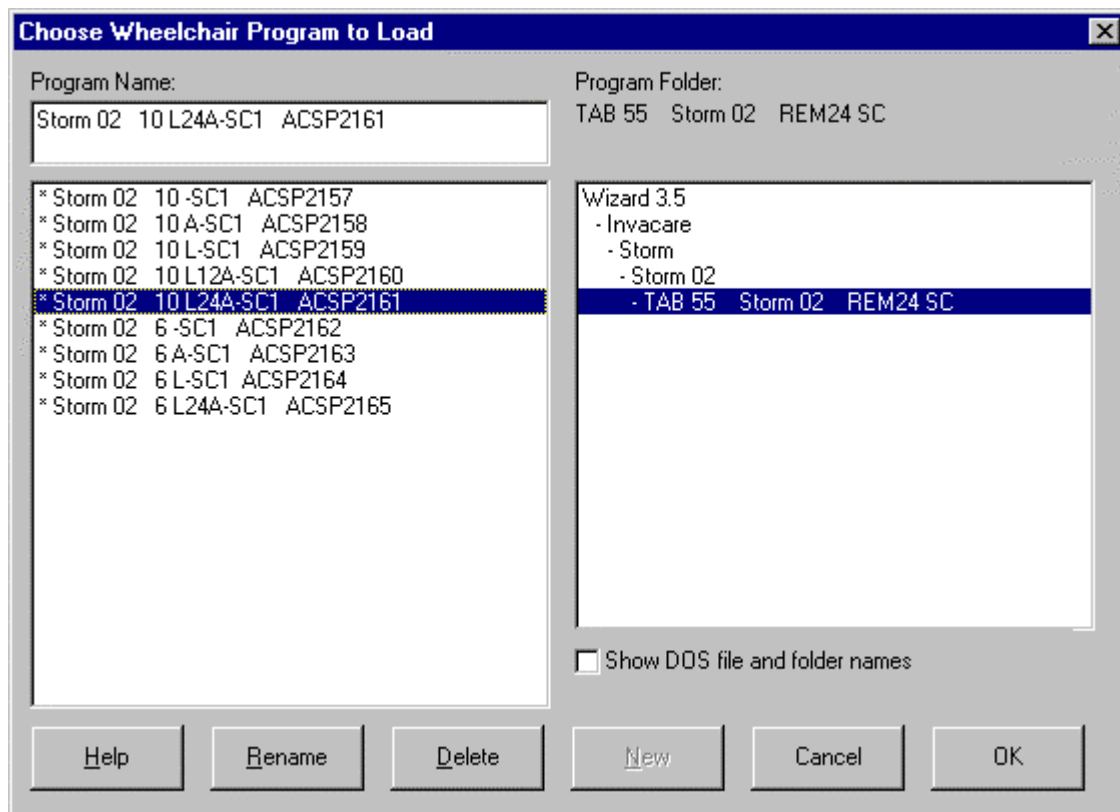 Choose Wheelchair Program to Load
Program Name:
Storm 02 10 L24A-SC1 ACSP2161
* Storm 02 10 -SC1 ACSP2157
* Storm 02 10 A-SC1 ACSP2158
* Storm 02 10 L-SC1 ACSP2159
* Storm 02 10 L12A-SC1 ACSP2160
* Storm 02 10 L24A-SC1 ACSP2161
* Storm 02 6 -SC1 ACSP2162
* Storm 02 6 A-SC1 ACSP2163
* Storm 02 6 L-SC1 ACSP2164
* Storm 02 6 L24A-SC1 ACSP2165
Program Folder:
TAB 55 Storm 02 REM24 SC
Wizard 3.5
- Invacare
- Storm
- Storm 02
- TAB 55 Storm 02 REM24 SC
Show DOS file and folder names
Help Rename Delete New Cancel OK